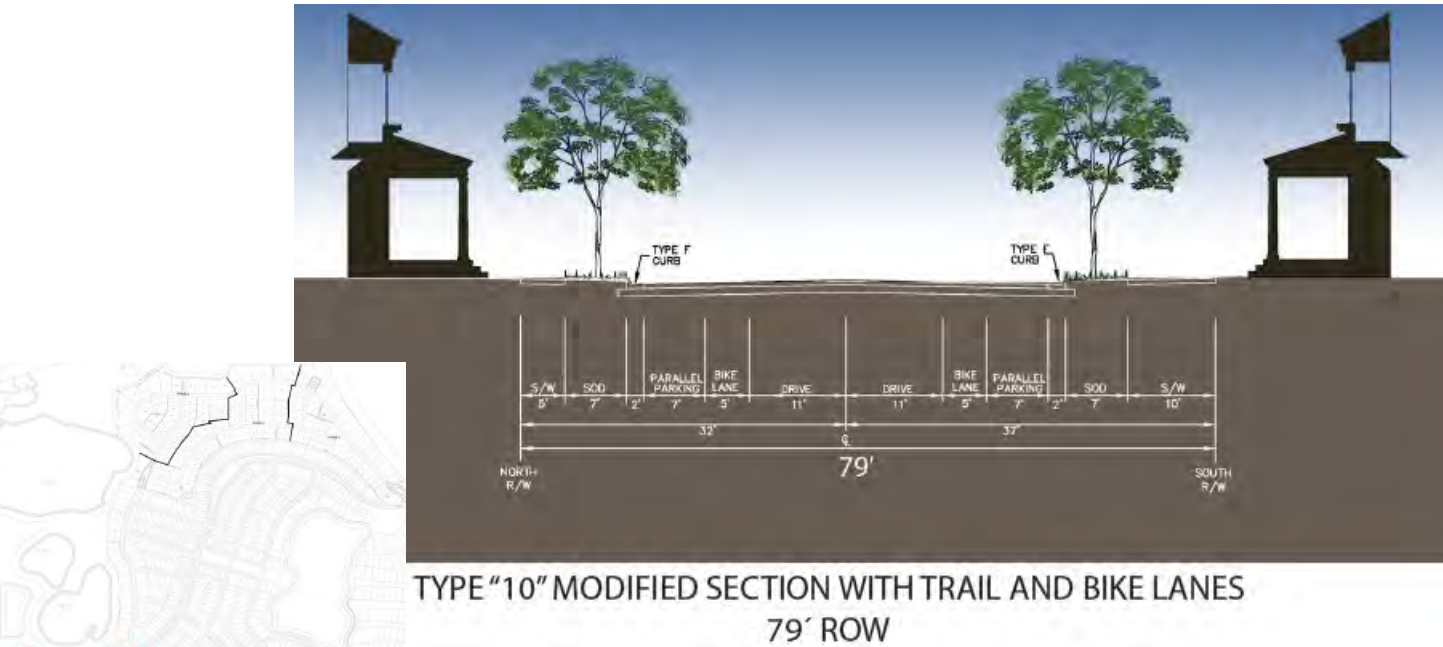 TYPE F
CURB
TYPE E
CURB
S/W SOD PARALLEL PARKING BIKE LANE DRIVE DRIVE BIKE LANE PARALLEL PARKING SOD S/W
5' 7' 2' 7' 5' 11' 11' 5' 7' 2' 7' 10'
32' 37'
79'
NORTH
R/W
SOUTH
R/W
TYPE “10” MODIFIED SECTION WITH TRAIL AND BIKE LANES
79´ ROW